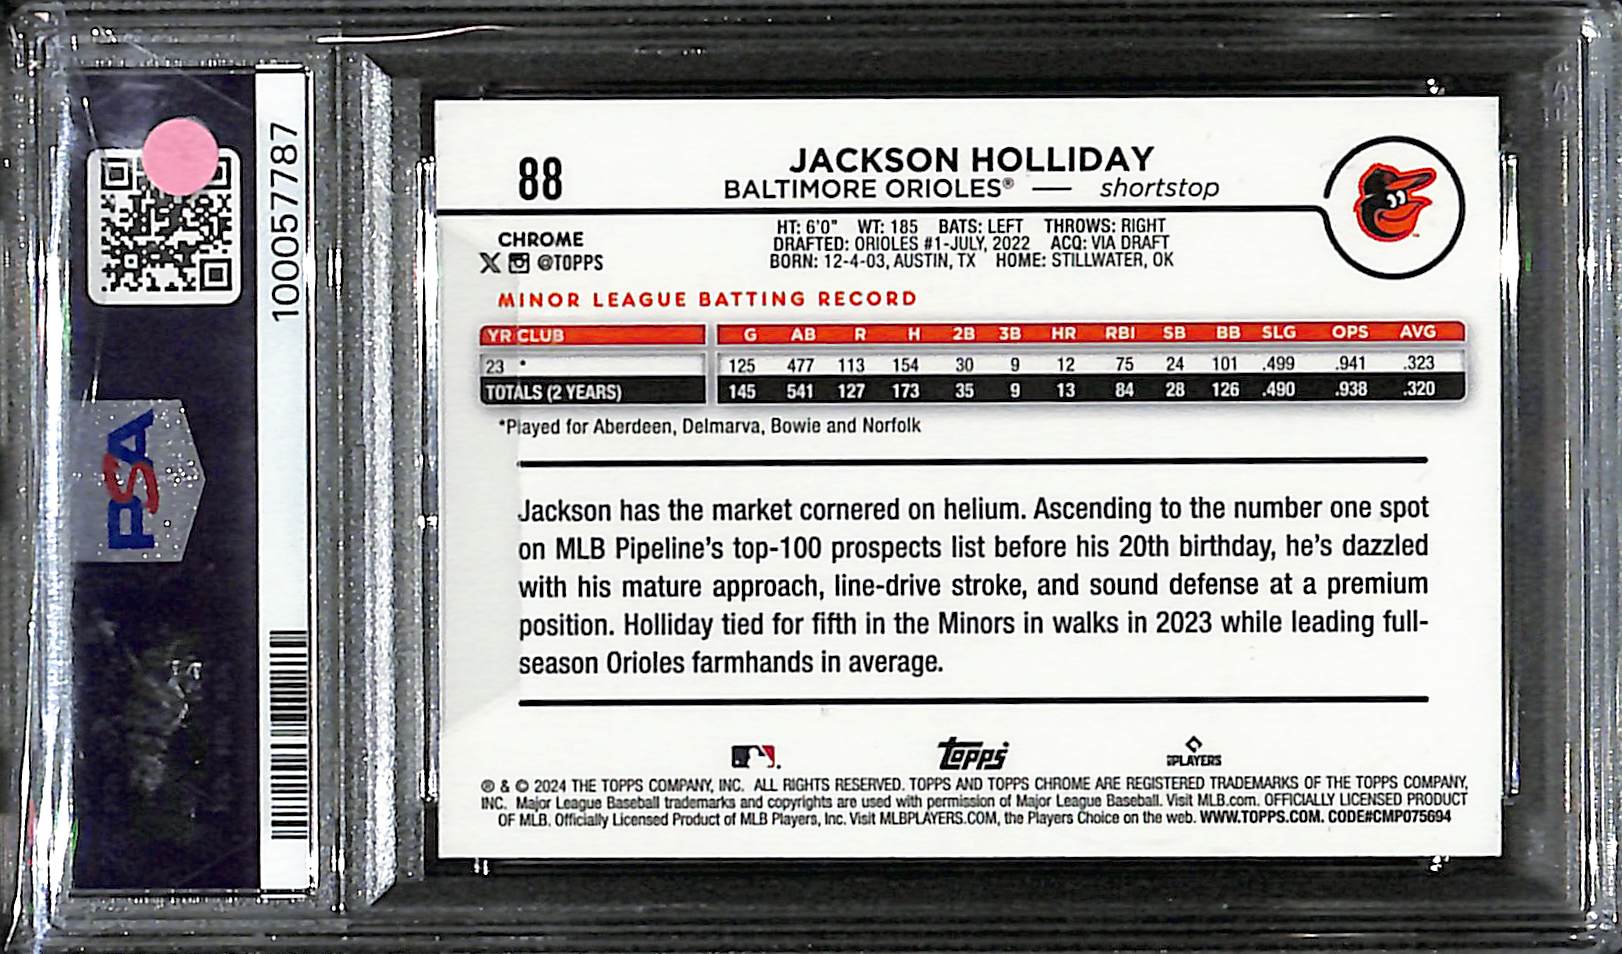 100057787
PSA
88
JACKSON HOLLIDAY
BALTIMORE ORIOLES® — shortstop
CHROME
X @TOPPS
HT: 6'0" WT: 185 BATS: LEFT THROWS: RIGHT
DRAFTED: ORIOLES #1-JULY, 2022 ACQ: VIA DRAFT
BORN: 12-4-03, AUSTIN, TX HOME: STILLWATER, OK
MINOR LEAGUE BATTING RECORD
YR CLUB G AB R H 2B 3B HR RBI SB BB SLG OPS AVG
23 * 125 477 113 154 30 9 12 75 24 101 .499 .941 .323
TOTALS (2 YEARS) 145 541 127 173 35 9 13 84 28 126 .490 .938 .320
*Played for Aberdeen, Delmarva, Bowie and Norfolk
Jackson has the market cornered on helium. Ascending to the number one spot
on MLB Pipeline's top-100 prospects list before his 20th birthday, he's dazzled
with his mature approach, line-drive stroke, and sound defense at a premium
position. Holliday tied for fifth in the Minors in walks in 2023 while leading full-
season Orioles farmhands in average.
topps
PLAYERS
® & © 2024 THE TOPPS COMPANY, INC. ALL RIGHTS RESERVED. TOPPS AND TOPPS CHROME ARE REGISTERED TRADEMARKS OF THE TOPPS COMPANY,
INC. Major League Baseball trademarks and copyrights are used with permission of Major League Baseball. Visit MLB.com. OFFICIALLY LICENSED PRODUCT
OF MLB. Officially Licensed Product of MLB Players, Inc. Visit MLBPLAYERS.COM, the Players Choice on the web. WWW.TOPPS.COM. CODE#CMP075694